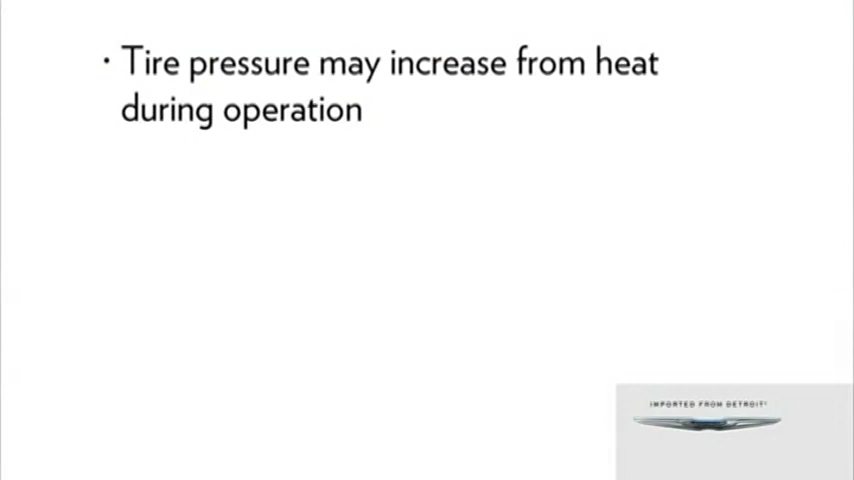 · Tire pressure may increase from heat
during operation
IMPORTED FROM DETROIT